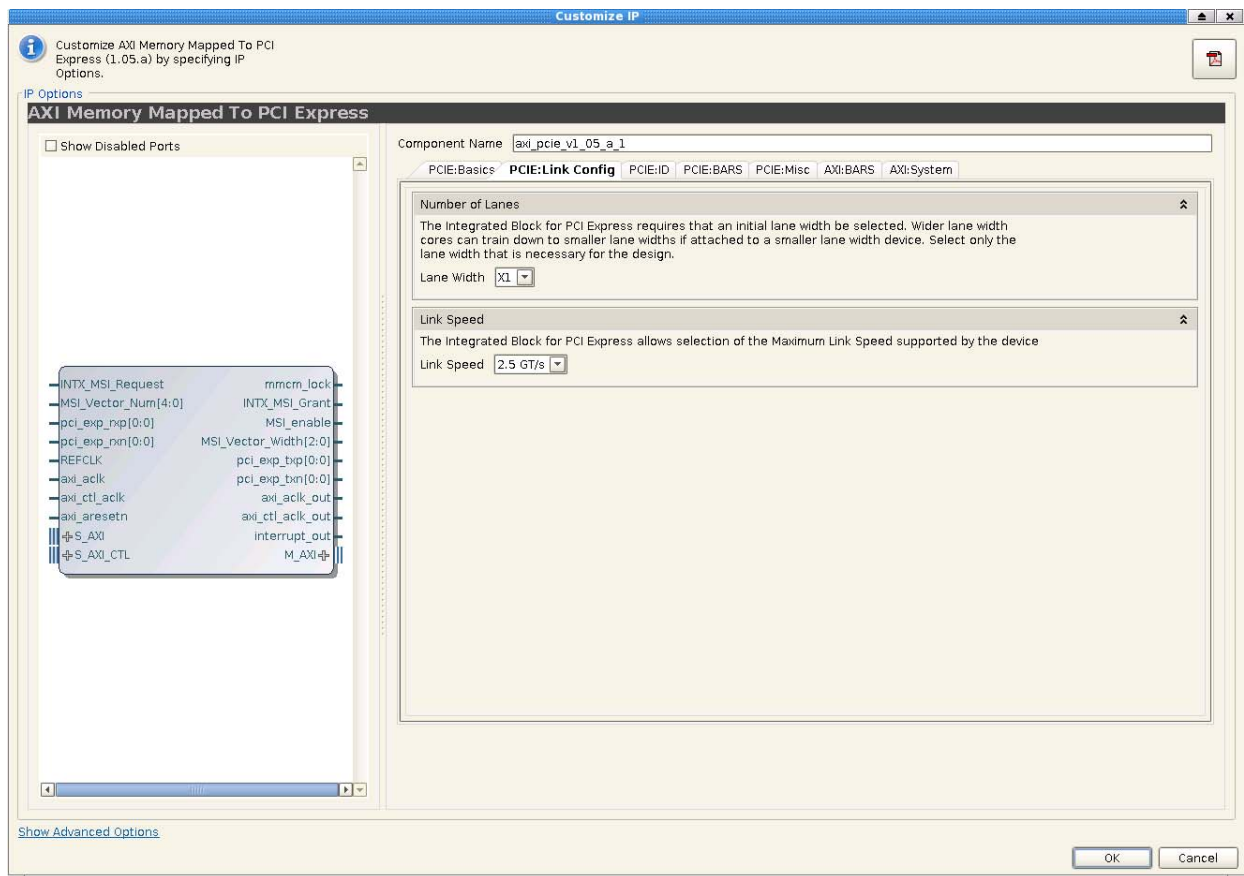 Customize IP
Customize AXI Memory Mapped To PCI
Express (1.05.a) by specifying IP
Options.
IP Options
AXI Memory Mapped To PCI Express
Show Disabled Ports
Component Name axi_pcie_v1_05_a_1
PCIE:Basics PCIE:Link Config PCIE:ID PCIE:BARS PCIE:Misc AXI:BARS AXI:System
Number of Lanes
The Integrated Block for PCI Express requires that an initial lane width be selected. Wider lane width
cores can train down to smaller lane widths if attached to a smaller lane width device. Select only the
lane width that is necessary for the design.
Lane Width X1
Link Speed
The Integrated Block for PCI Express allows selection of the Maximum Link Speed supported by the device
Link Speed 2.5 GT/s
INTX_MSI_Request mmcm_lock
MSI_Vector_Num[4:0] INTX_MSI_Grant
pci_exp_rxp[0:0] MSI_enable
pci_exp_rxn[0:0] MSI_Vector_Width[2:0]
REFCLK pci_exp_txp[0:0]
axi_aclk pci_exp_txn[0:0]
axi_ctl_aclk axi_aclk_out
axi_aresetn axi_ctl_aclk_out
S_AXI interrupt_out
S_AXI_CTL M_AXI
Show Advanced Options
OK Cancel